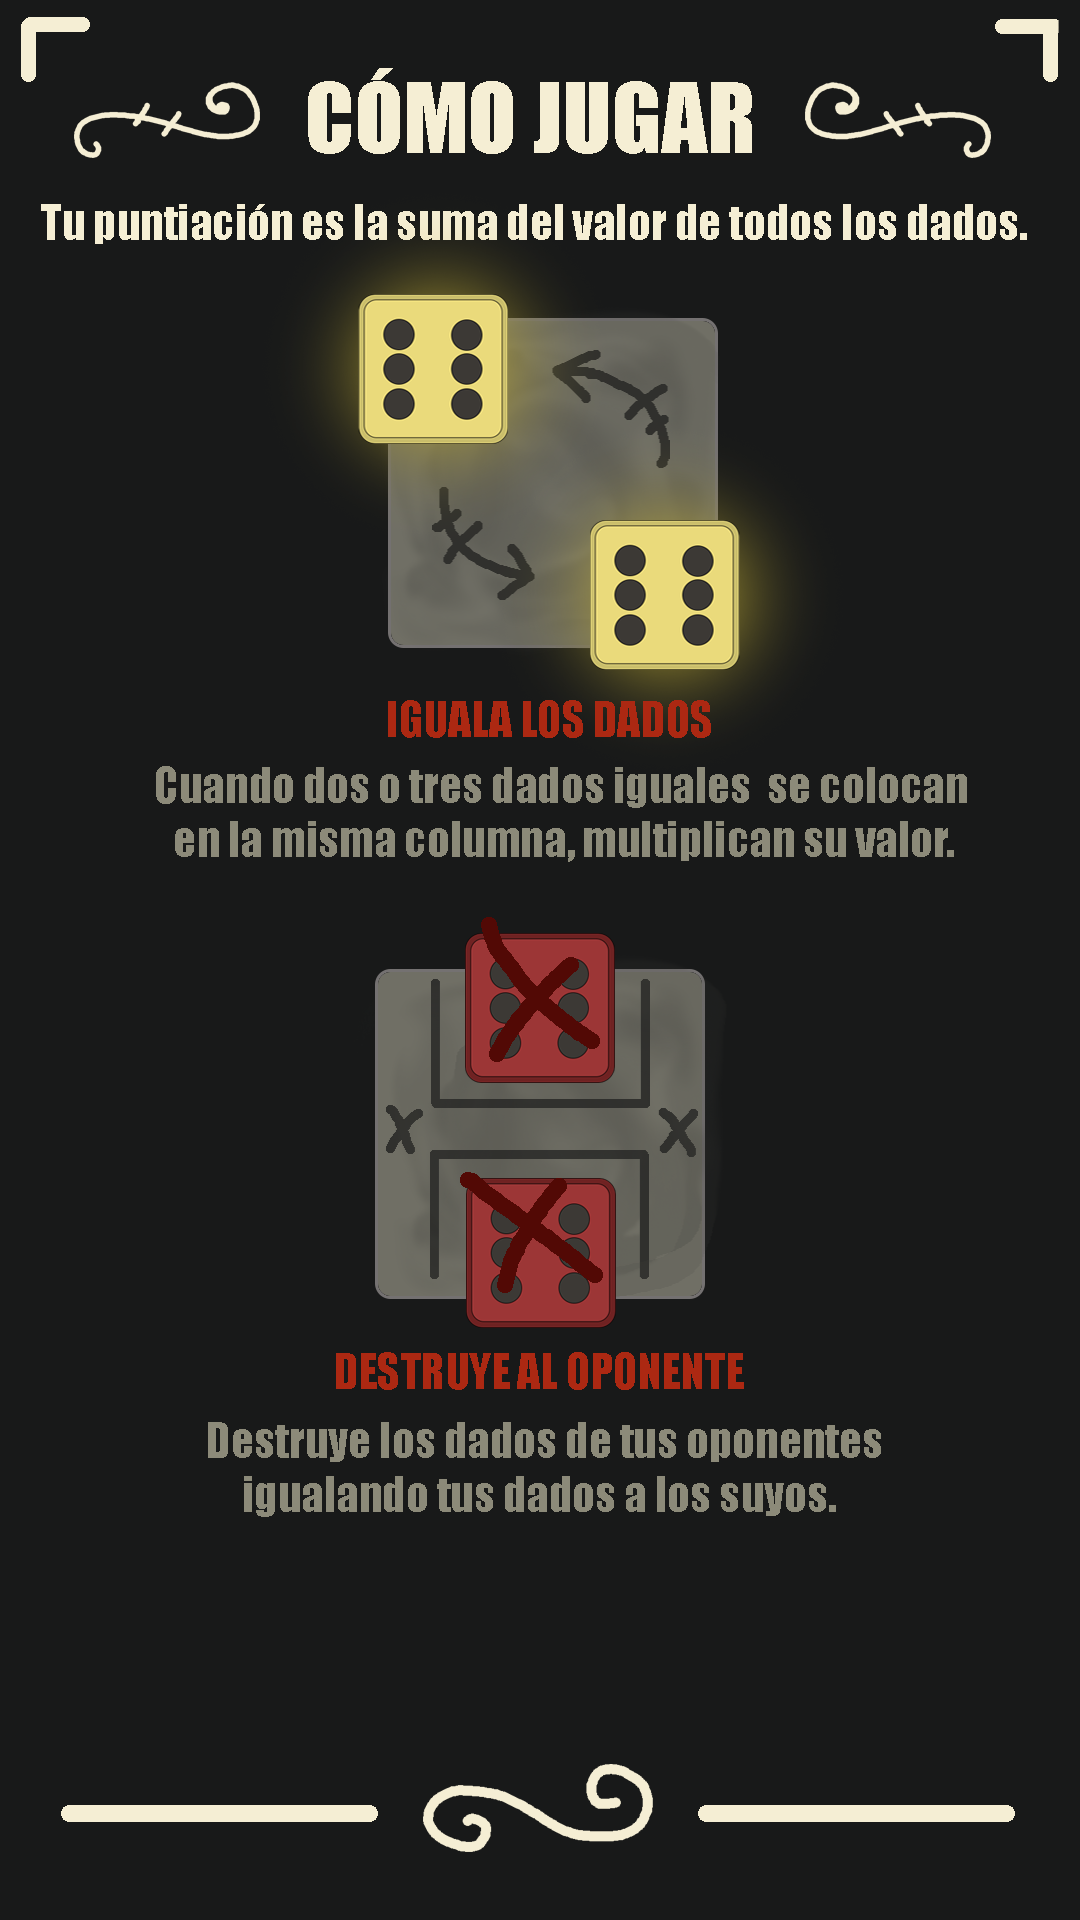 CÓMO JUGAR
Tu puntiación es la suma del valor de todos los dados.
IGUALA LOS DADOS
Cuando dos o tres dados iguales se colocan
en la misma columna, multiplican su valor.
X X
DESTRUYE AL OPONENTE
Destruye los dados de tus oponentes
igualando tus dados a los suyos.